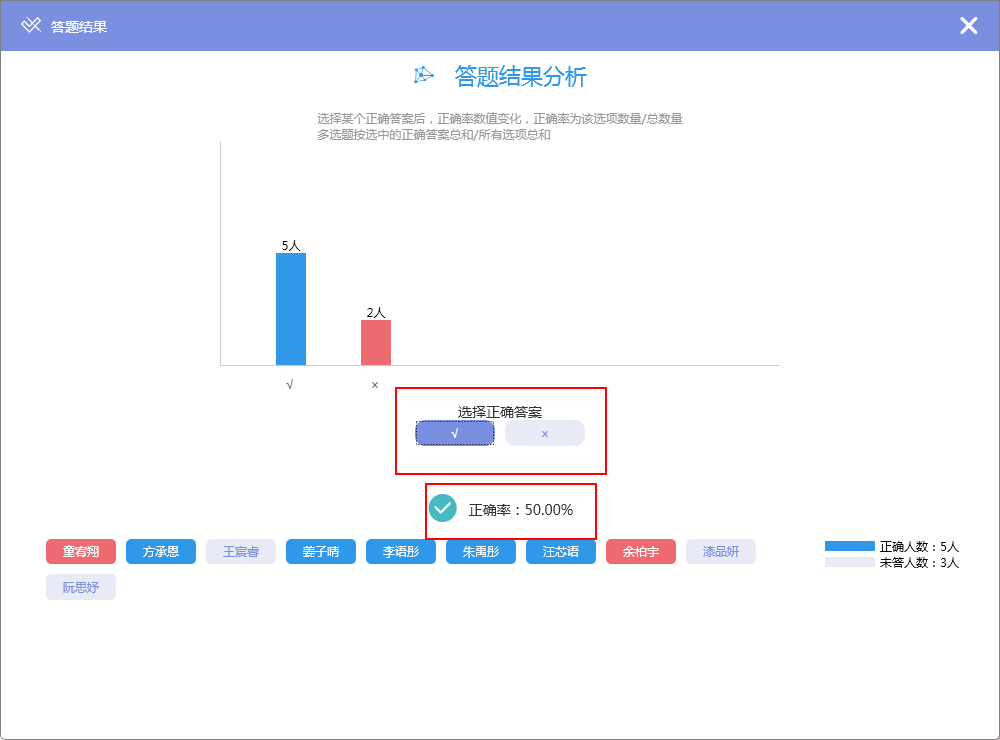 答题结果
答题结果分析
选择某个正确答案后，正确率数值变化，正确率为该选项数量/总数量
多选题按选中的正确答案总和/所有选项总和
5人
2人
√
×
选择正确答案
√
×
正确率：50.00%
童宥翔 方承恩 王宸睿 姜子晴 李语彤 朱禹彤 汪芯语 余柏宇 漆品妍
阮思妤
正确人数：5人
未答人数：3人